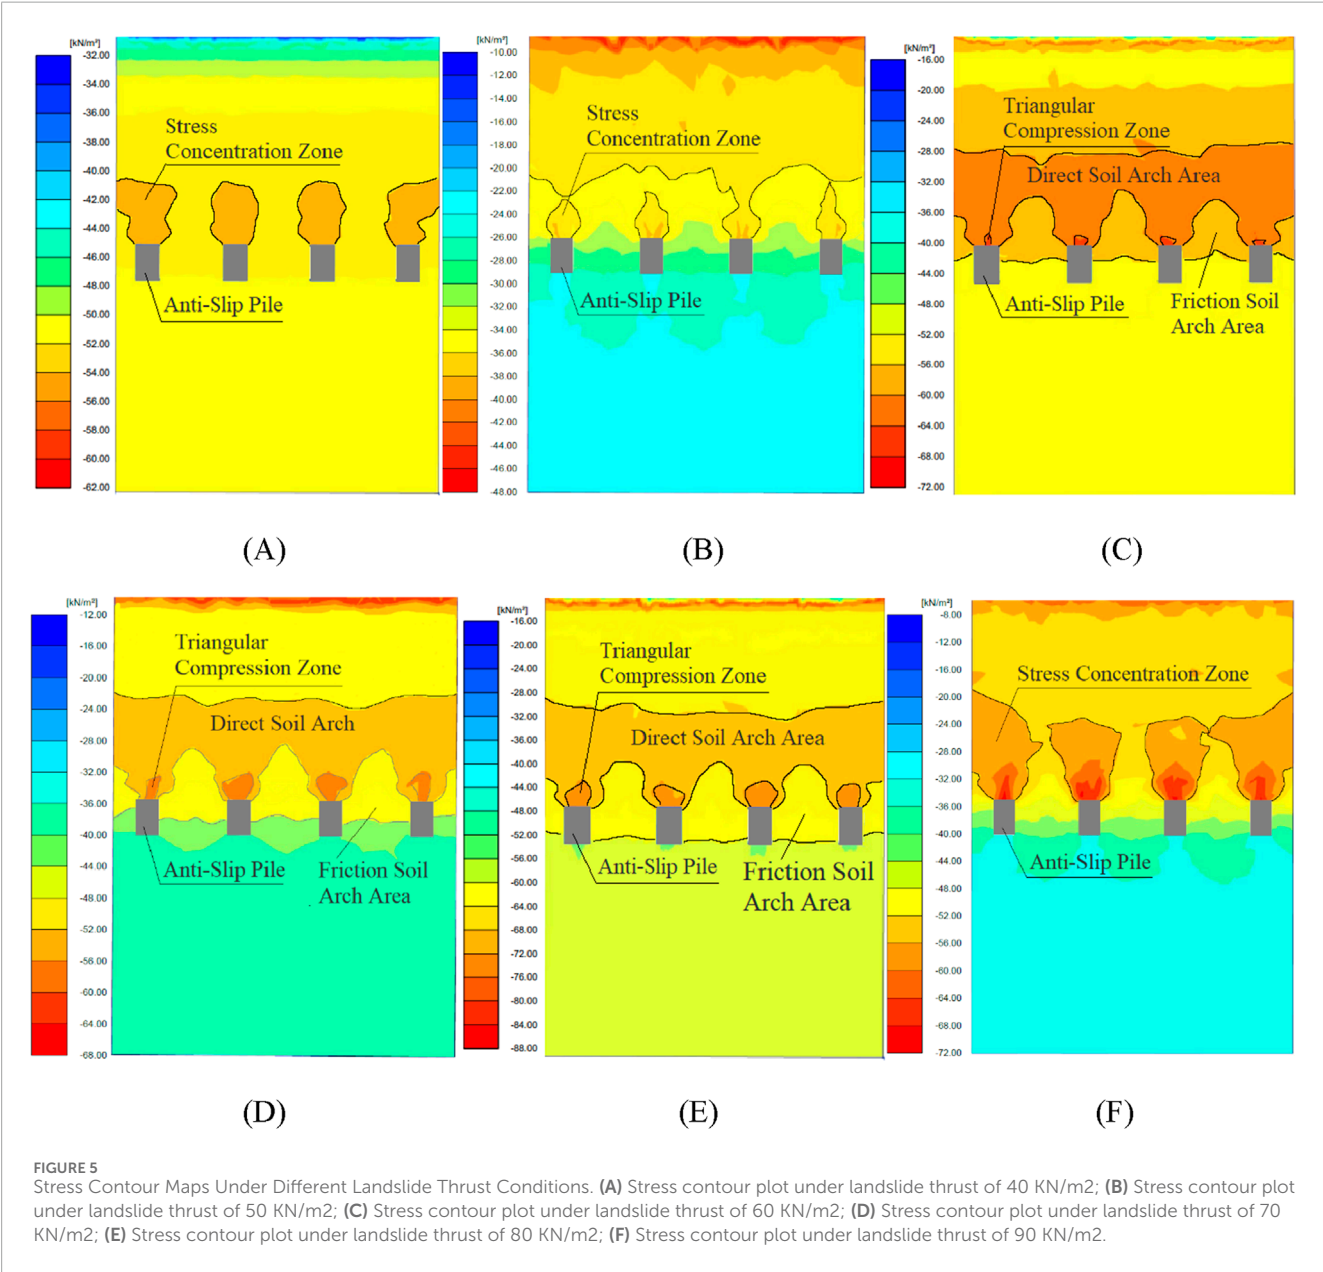 [kN/m²]
-32.00
-34.00
-36.00
-38.00
-40.00
-42.00
-44.00
-46.00
-48.00
-50.00
-52.00
-54.00
-56.00
-58.00
-60.00
-62.00
Stress
Concentration Zone
Anti-Slip Pile
(A)
[kN/m²]
-10.00
-12.00
-14.00
-16.00
-18.00
-20.00
-22.00
-24.00
-26.00
-28.00
-30.00
-32.00
-34.00
-36.00
-38.00
-40.00
-42.00
-44.00
-46.00
-48.00
Stress
Concentration Zone
Anti-Slip Pile
(B)
[kN/m²]
-16.00
-20.00
-24.00
-28.00
-32.00
-36.00
-40.00
-44.00
-48.00
-52.00
-56.00
-60.00
-64.00
-68.00
-72.00
Triangular
Compression Zone
Direct Soil Arch Area
Anti-Slip Pile
Friction Soil
Arch Area
(C)
[kN/m²]
-12.00
-16.00
-20.00
-24.00
-28.00
-32.00
-36.00
-40.00
-44.00
-48.00
-52.00
-56.00
-60.00
-64.00
-68.00
Triangular
Compression Zone
Direct Soil Arch
Anti-Slip Pile
Friction Soil
Arch Area
(D)
[kN/m²]
-16.00
-20.00
-24.00
-28.00
-32.00
-36.00
-40.00
-44.00
-48.00
-52.00
-56.00
-60.00
-64.00
-68.00
-72.00
-76.00
-80.00
-84.00
-88.00
Triangular
Compression Zone
Direct Soil Arch Area
Anti-Slip Pile
Friction Soil
Arch Area
(E)
[kN/m²]
-8.00
-12.00
-16.00
-20.00
-24.00
-28.00
-32.00
-36.00
-40.00
-44.00
-48.00
-52.00
-56.00
-60.00
-64.00
-68.00
-72.00
Stress Concentration Zone
Anti-Slip Pile
(F)
FIGURE 5
Stress Contour Maps Under Different Landslide Thrust Conditions. (A) Stress contour plot under landslide thrust of 40 KN/m2; (B) Stress contour plot
under landslide thrust of 50 KN/m2; (C) Stress contour plot under landslide thrust of 60 KN/m2; (D) Stress contour plot under landslide thrust of 70
KN/m2; (E) Stress contour plot under landslide thrust of 80 KN/m2; (F) Stress contour plot under landslide thrust of 90 KN/m2.